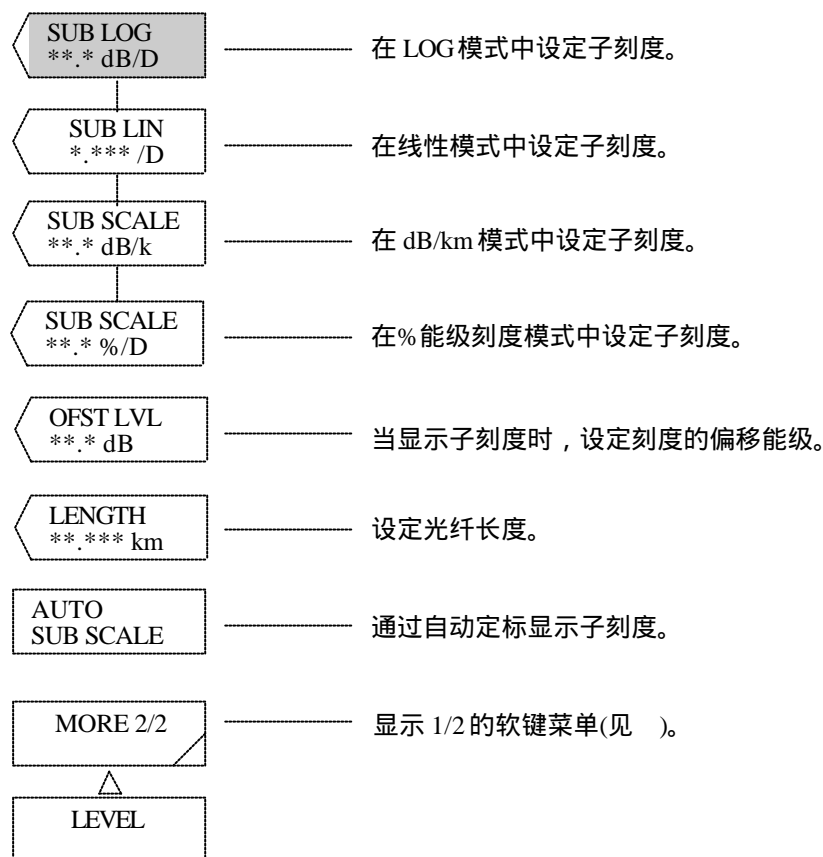 SUB LOG
**.* dB/D
在 LOG 模式中设定子刻度。
SUB LIN
*.*** /D
在线性模式中设定子刻度。
SUB SCALE
**.* dB/k
在 dB/km 模式中设定子刻度。
SUB SCALE
**.* %/D
在%能级刻度模式中设定子刻度。
OFST LVL
**.* dB
当显示子刻度时，设定刻度的偏移能级。
LENGTH
**.*** km
设定光纤长度。
AUTO
SUB SCALE
通过自动定标显示子刻度。
MORE 2/2
显示 1/2 的软键菜单(见 )。
LEVEL